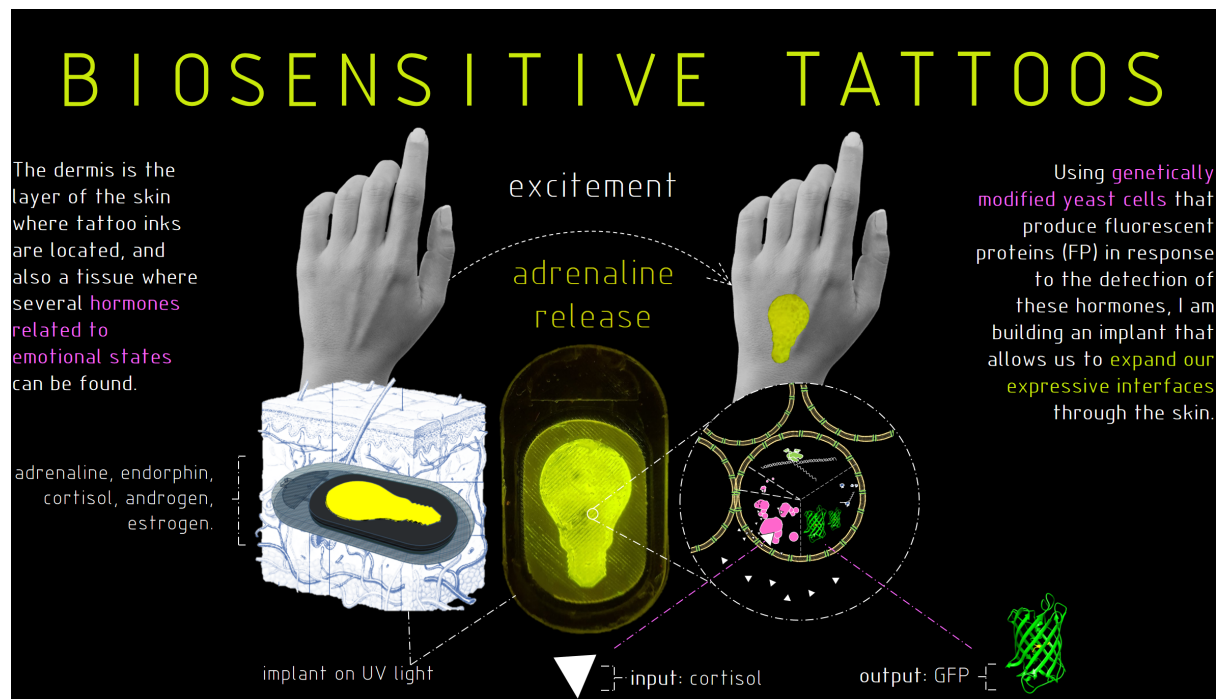 BIOSENSITIVE TATTOOS
The dermis is the
layer of the skin
where tattoo inks
are located, and
also a tissue where
several hormones
related to
emotional states
can be found.
excitement
adrenaline
release
Using genetically
modified yeast cells that
produce fluorescent
proteins (FP) in response
to the detection of
these hormones, I am
building an implant that
allows us to expand our
expressive interfaces
through the skin.
adrenaline, endorphin,
cortisol, androgen,
estrogen.
implant on UV light
input: cortisol
output: GFP